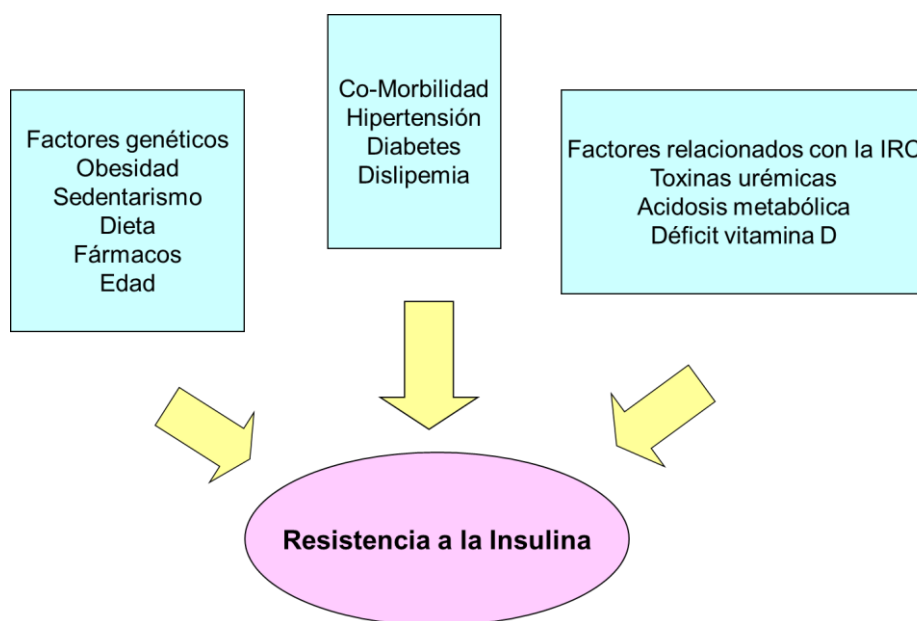 Factores genéticos
Obesidad
Sedentarismo
Dieta
Fármacos
Edad
Co-Morbilidad
Hipertensión
Diabetes
Dislipemia
Factores relacionados con la IRC
Toxinas urémicas
Acidosis metabólica
Déficit vitamina D
Resistencia a la Insulina